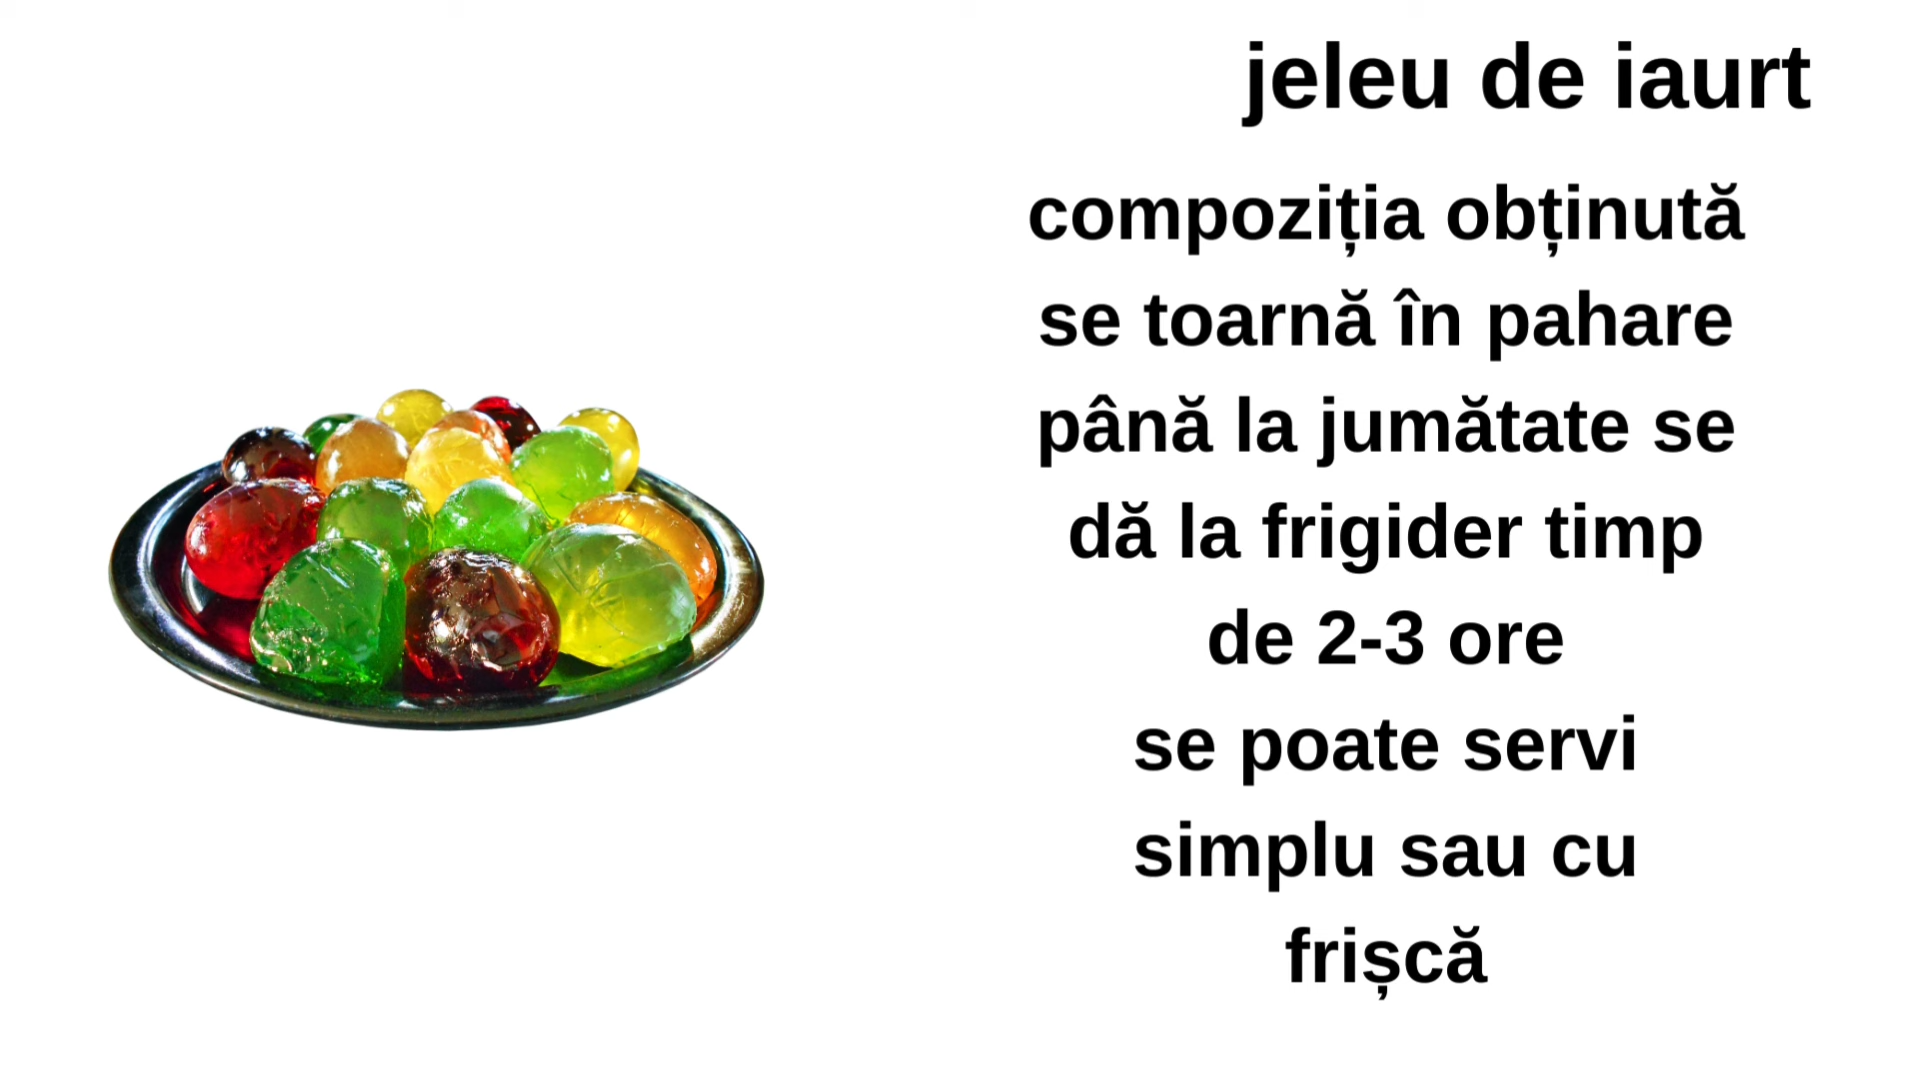 jeleu de iaurt
compoziția obținută
se toarnă în pahare
până la jumătate se
dă la frigider timp
de 2-3 ore
se poate servi
simplu sau cu
frișcă